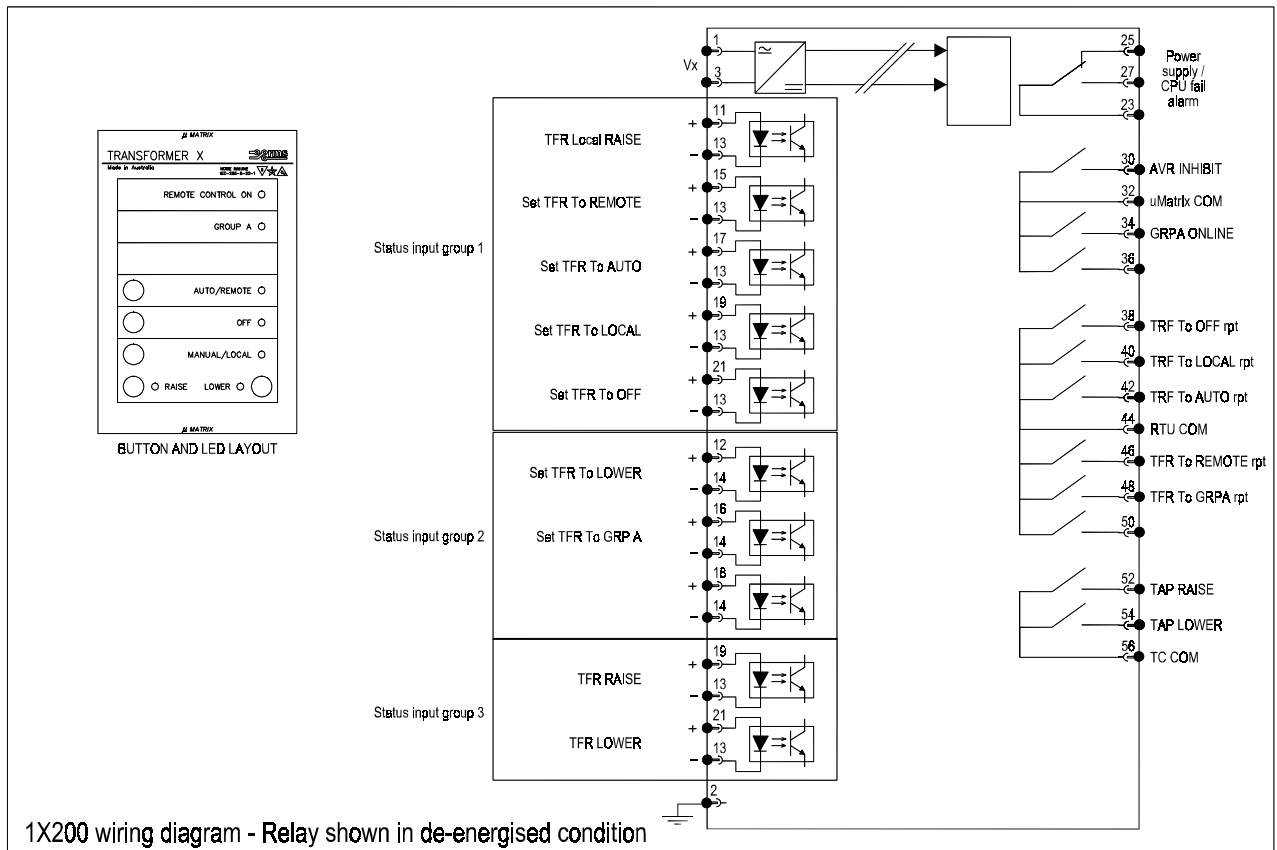 µ MATRIX
TRANSFORMER X
rms
Made in Australia
REMOTE CONTROL ON
GROUP A
AUTO/REMOTE
OFF
MANUAL/LOCAL
RAISE LOWER
µ MATRIX
BUTTON AND LED LAYOUT
Vx
1
3
Status input group 1
TFR Local RAISE
+ 11
- 13
Set TFR To REMOTE
+ 15
- 13
Set TFR To AUTO
+ 17
- 13
Set TFR To LOCAL
+ 19
- 13
Set TFR To OFF
+ 21
- 13
Status input group 2
Set TFR To LOWER
+ 12
- 14
Set TFR To GRP A
+ 16
- 14
+ 18
- 14
Status input group 3
TFR RAISE
+ 19
- 13
TFR LOWER
+ 21
- 13
2
25
27
23
Power
supply /
CPU fail
alarm
30 AVR INHIBIT
32 uMatrix COM
34 GRPA ONLINE
36
38 TRF To OFF rpt
40 TRF To LOCAL rpt
42 TRF To AUTO rpt
44 RTU COM
46 TFR To REMOTE rpt
48 TFR To GRPA rpt
50
52 TAP RAISE
54 TAP LOWER
56 TC COM
1X200 wiring diagram - Relay shown in de-energised condition